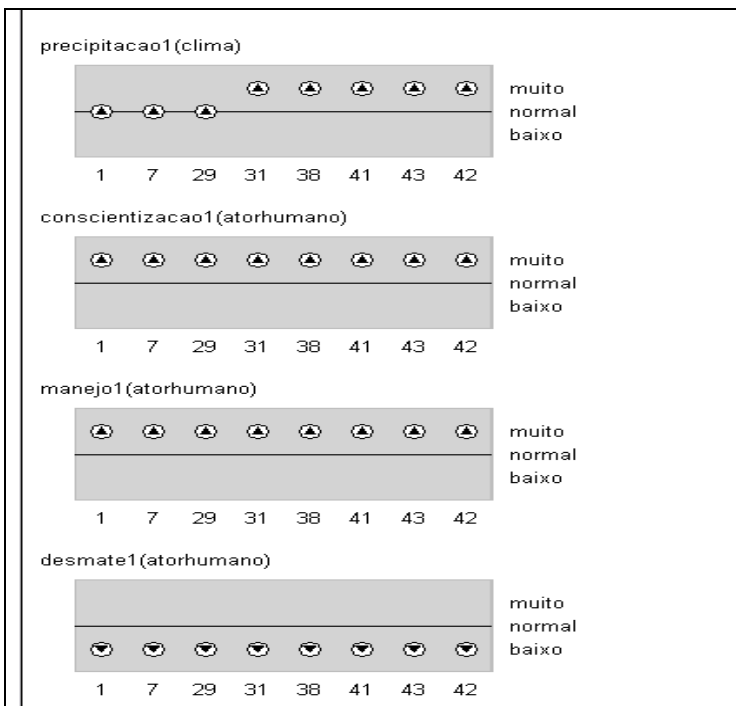 precipitacao1(clima)
muito
normal
baixo
1 7 29 31 38 41 43 42
conscientizacao1(atorhumano)
muito
normal
baixo
1 7 29 31 38 41 43 42
manejo1(atorhumano)
muito
normal
baixo
1 7 29 31 38 41 43 42
desmate1(atorhumano)
muito
normal
baixo
1 7 29 31 38 41 43 42